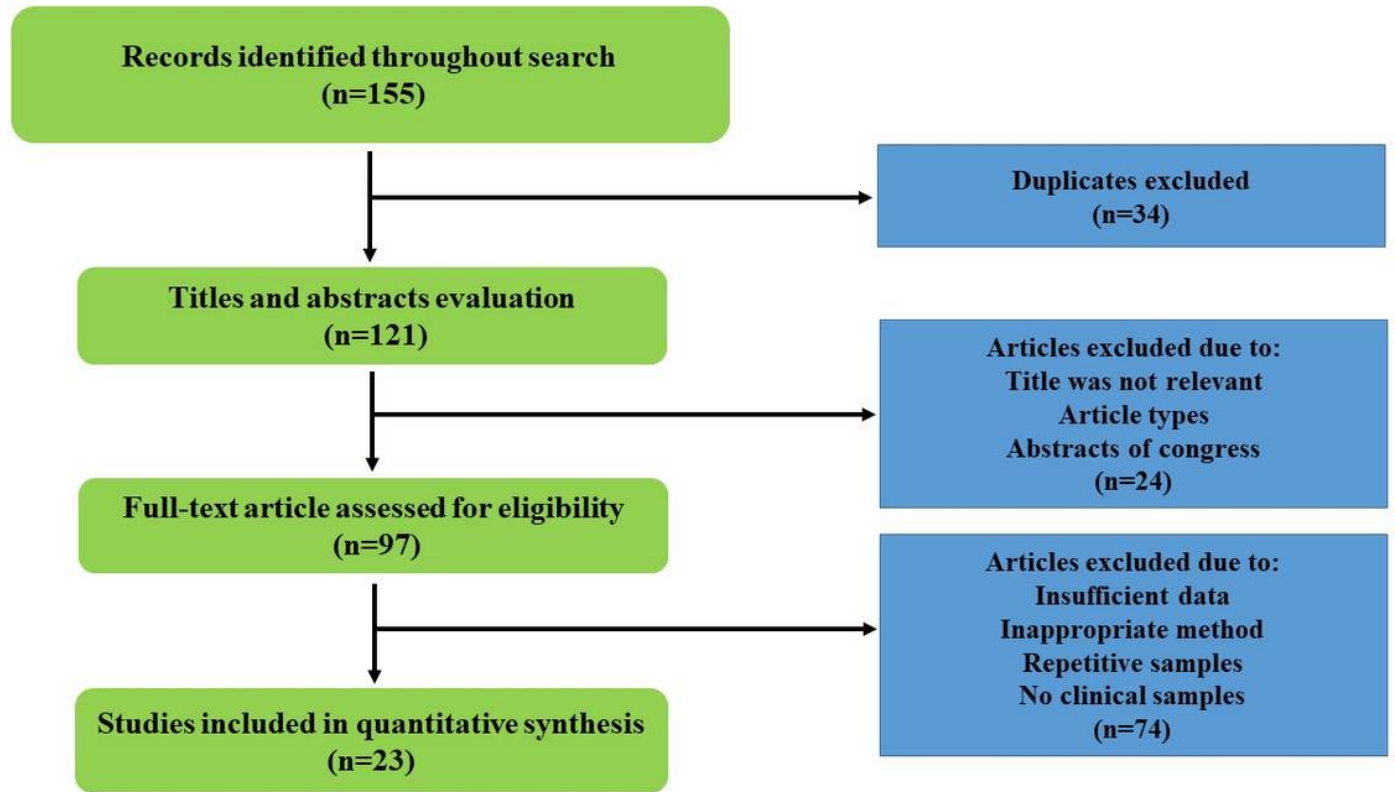 Records identified throughout search
(n=155)
Duplicates excluded
(n=34)
Titles and abstracts evaluation
(n=121)
Articles excluded due to:
Title was not relevant
Article types
Abstracts of congress
(n=24)
Full-text article assessed for eligibility
(n=97)
Articles excluded due to:
Insufficient data
Inappropriate method
Repetitive samples
No clinical samples
(n=74)
Studies included in quantitative synthesis
(n=23)